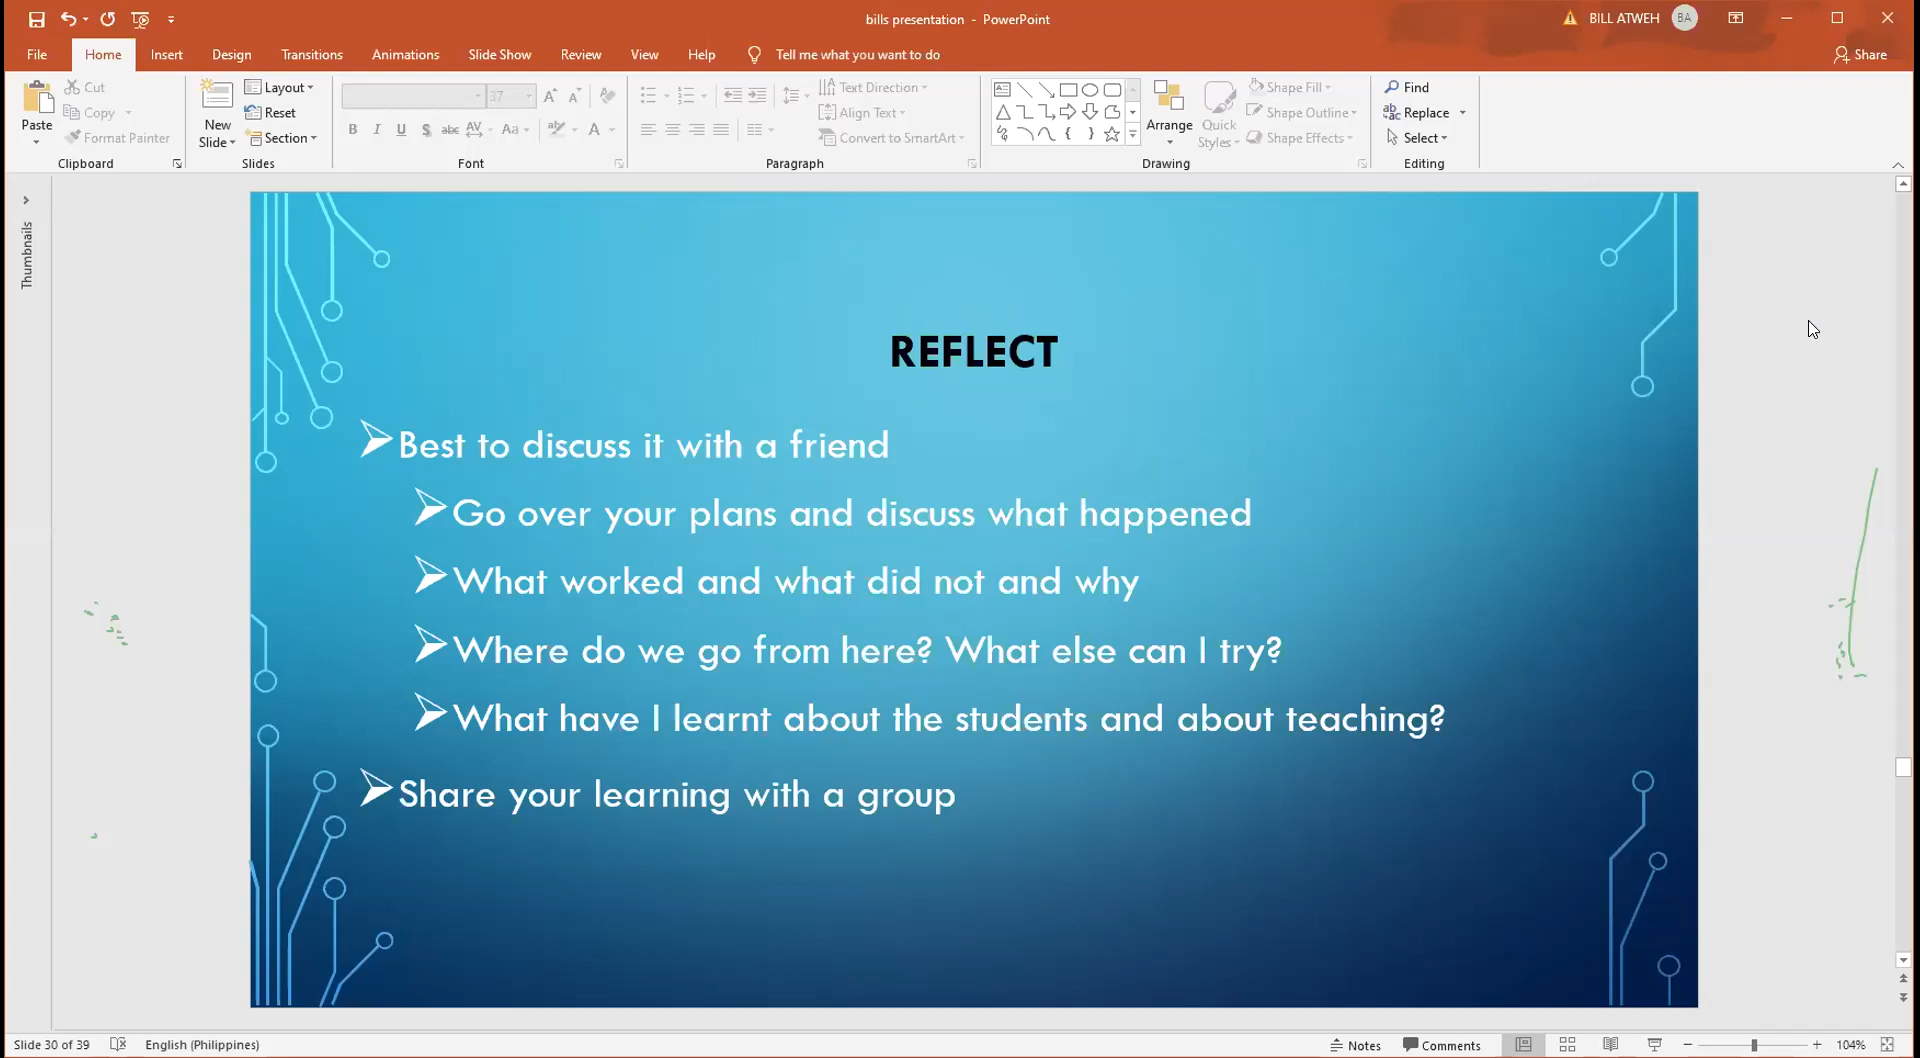 bills presentation - PowerPoint
BILL ATWEH
BA
File
Home
Insert
Design
Transitions
Animations
Slide Show
Review
View
Help
Tell me what you want to do
Share
Paste
Cut
Copy
Format Painter
Clipboard
New
Slide
Layout
Reset
Section
Slides
37
B
I
U
S
abc
AV
Aa
A
Font
Text Direction
Align Text
Convert to SmartArt
Paragraph
Arrange
Quick
Styles
Shape Fill
Shape Outline
Shape Effects
Drawing
Find
Replace
Select
Editing
Thumbnails
REFLECT
Best to discuss it with a friend
Go over your plans and discuss what happened
What worked and what did not and why
Where do we go from here? What else can I try?
What have I learnt about the students and about teaching?
Share your learning with a group
Slide 30 of 39
English (Philippines)
Notes
Comments
104%